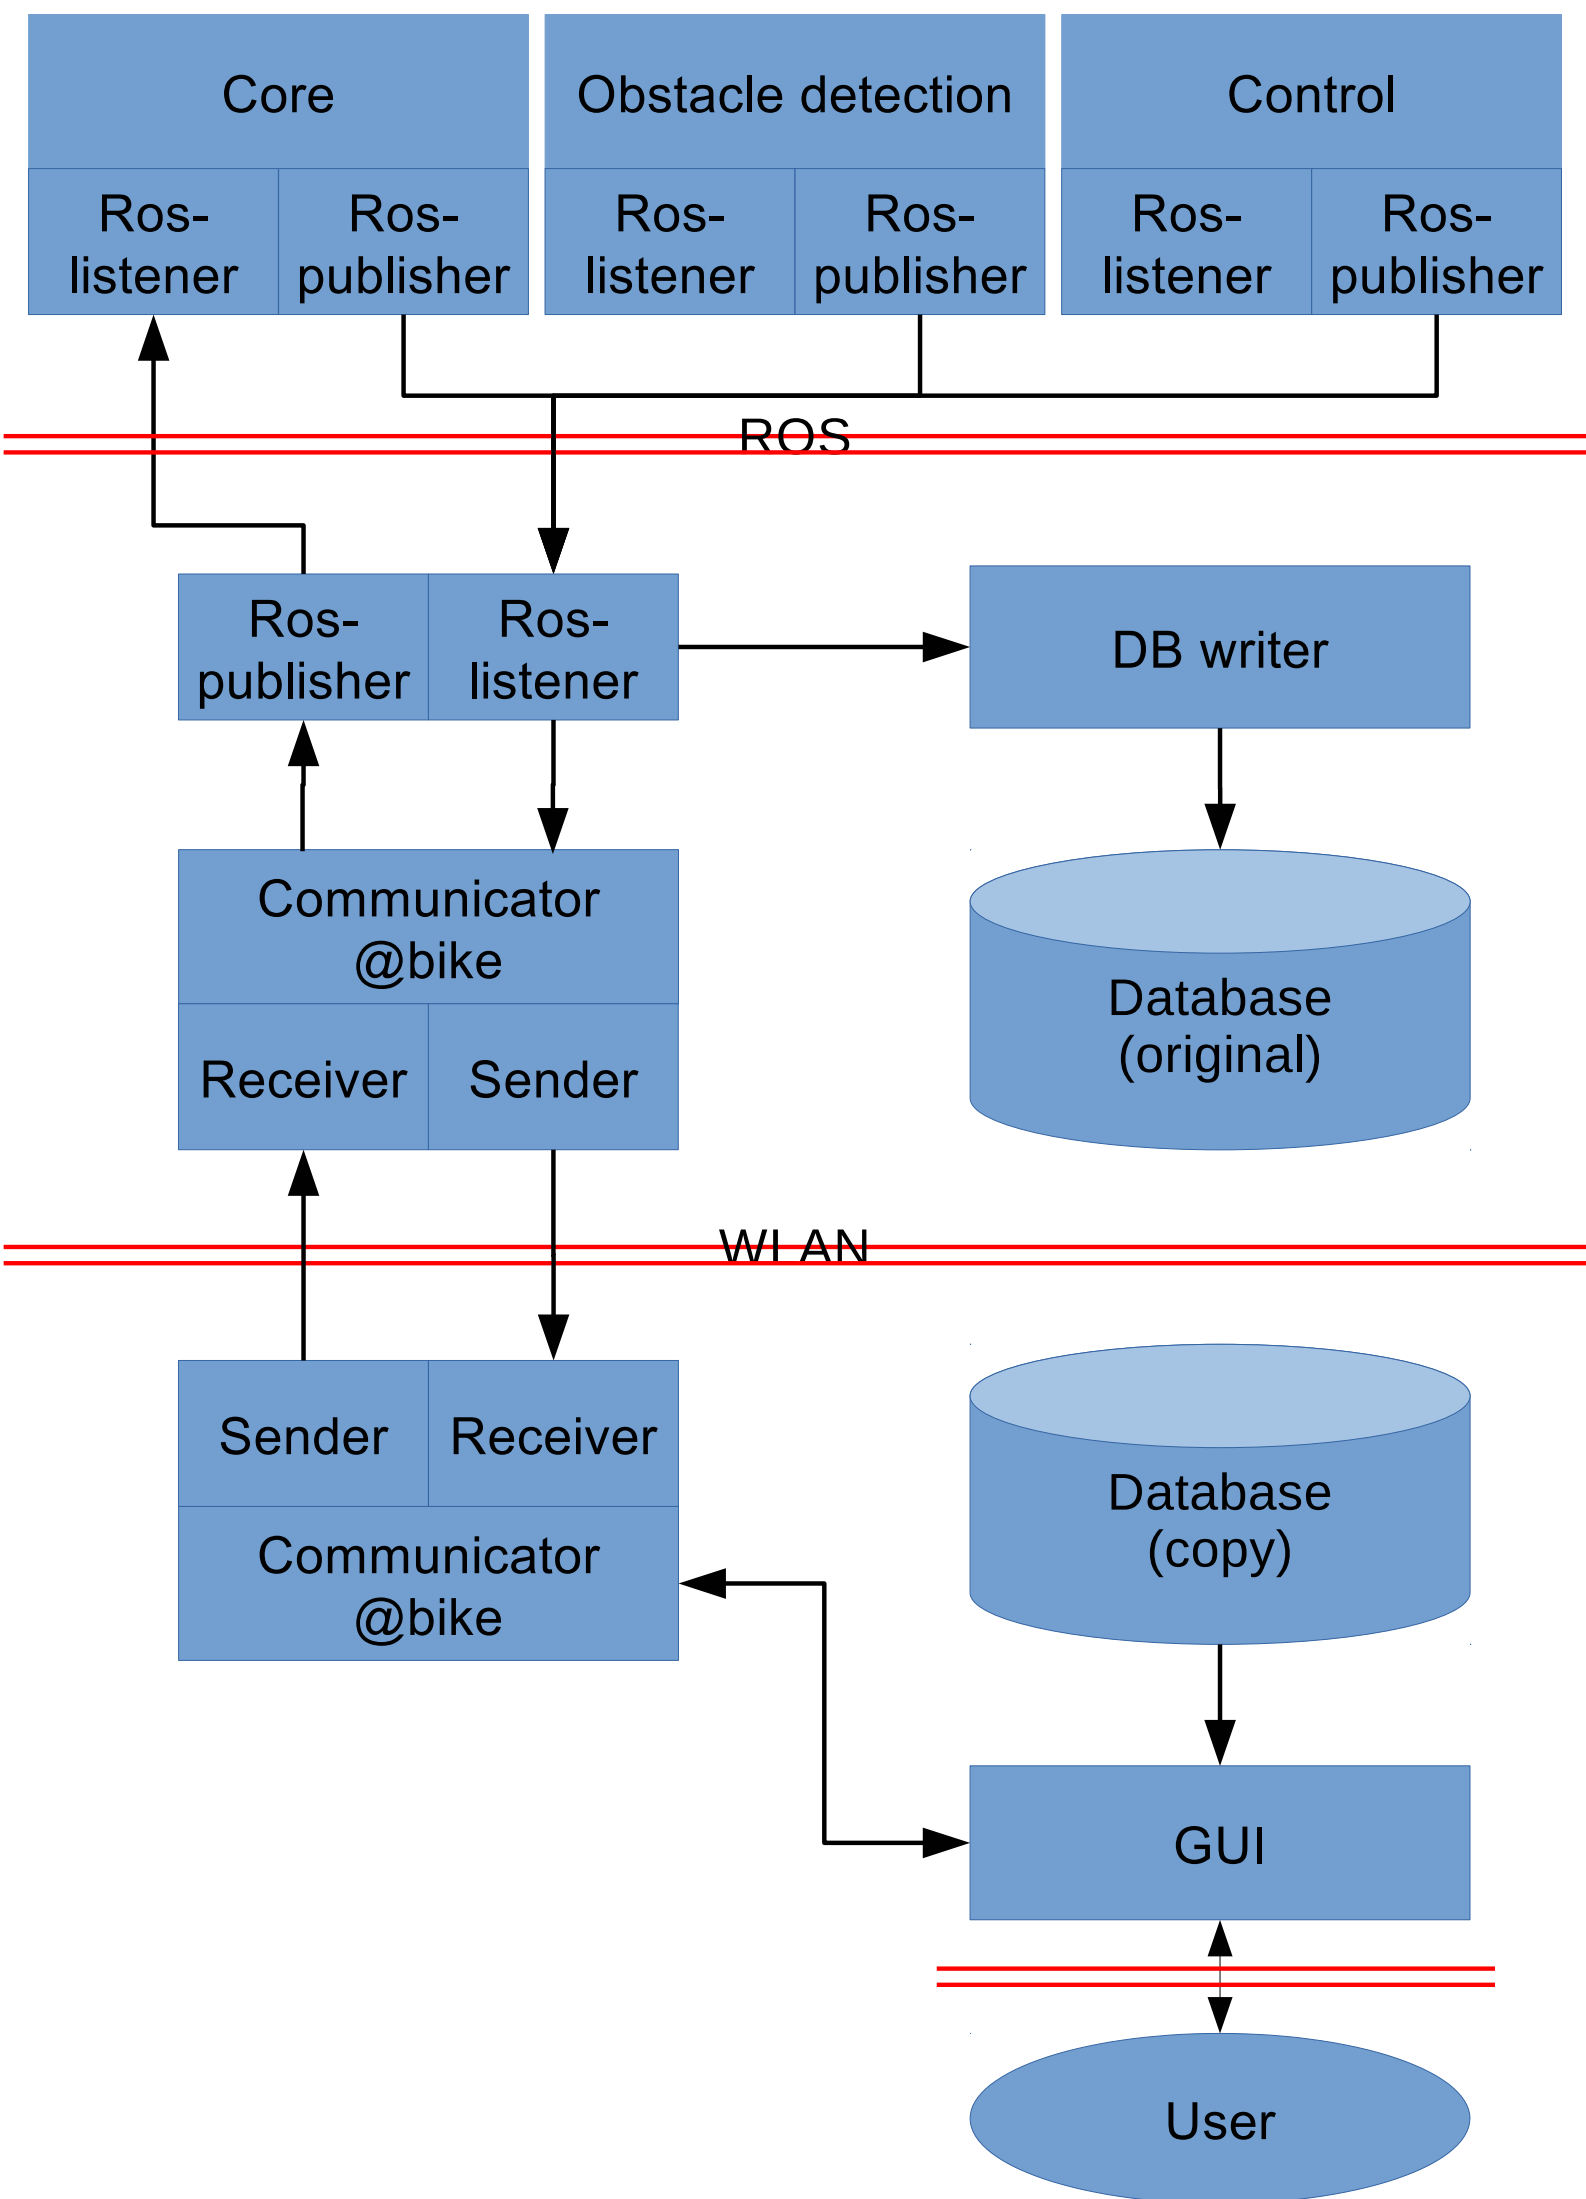 Core
Obstacle detection
Control
Ros-
listener
Ros-
publisher
Ros-
listener
Ros-
publisher
Ros-
listener
Ros-
publisher
ROS
Ros-
publisher
Ros-
listener
DB writer
Communicator
@bike
Receiver
Sender
Database
(original)
WLAN
Sender
Receiver
Communicator
@bike
Database
(copy)
GUI
User